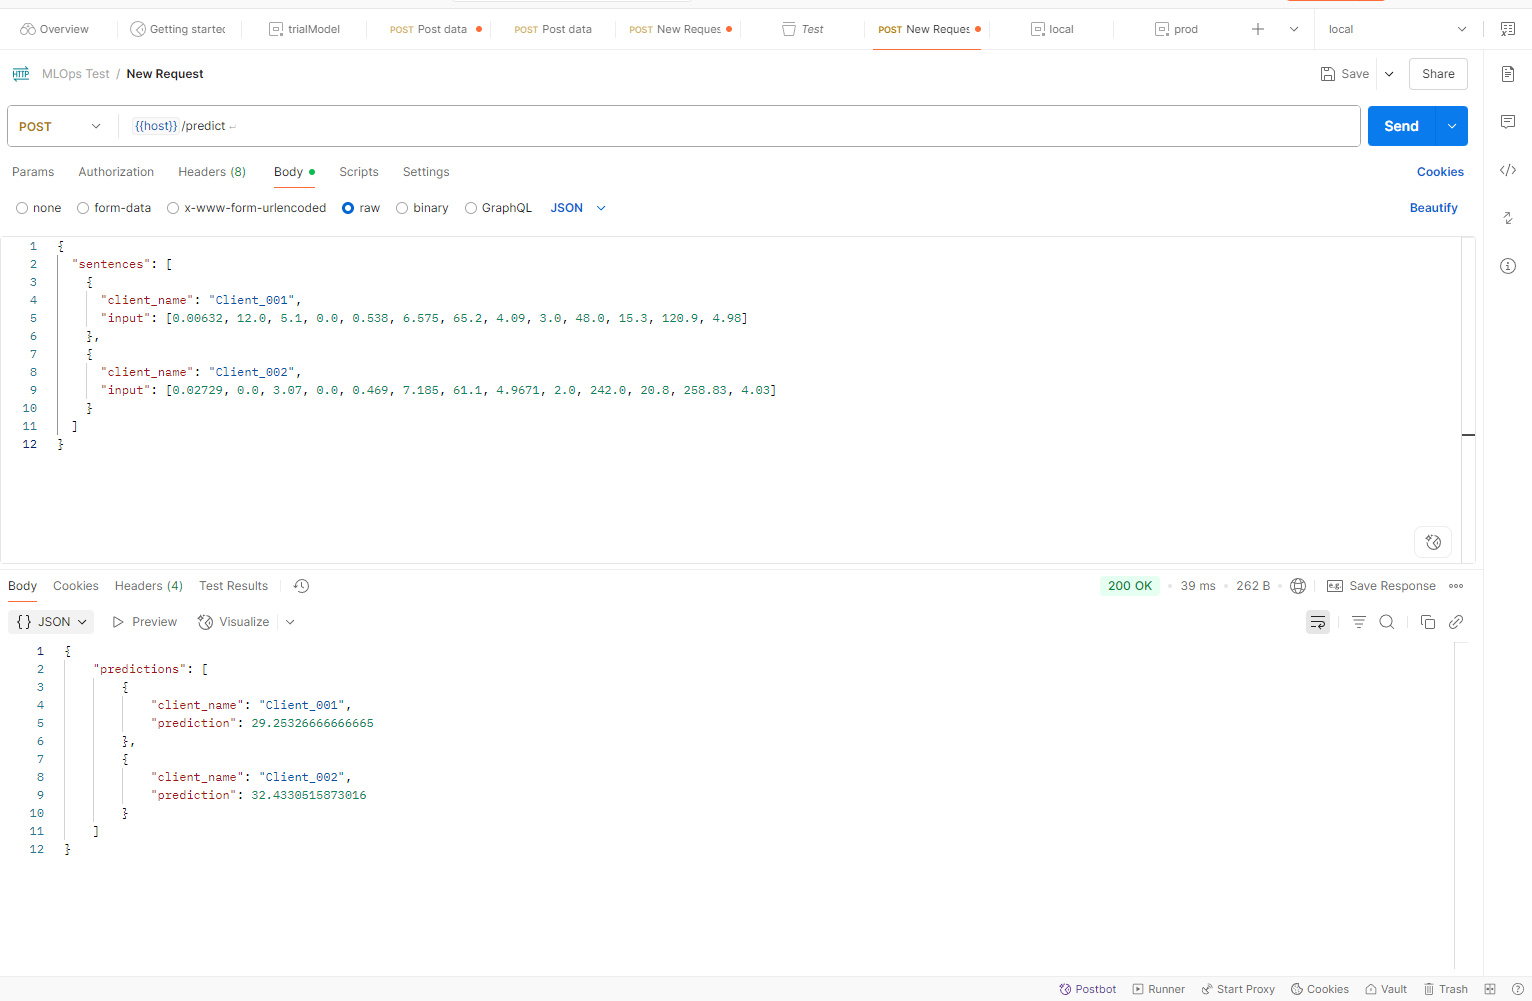 Overview
Getting started
trialModel
POST Post data
POST Post data
POST New Reques
Test
POST New Reques
local
prod
local
HTTP MLOps Test / New Request
Save
Share
POST
{{host}}/predict
Send
Params Authorization Headers (8) Body Scripts Settings
Cookies
none form-data x-www-form-urlencoded raw binary GraphQL JSON
Beautify
1 {
2 "sentences": [
3 {
4 "client_name": "Client_001",
5 "input": [0.00632, 12.0, 5.1, 0.0, 0.538, 6.575, 65.2, 4.09, 3.0, 48.0, 15.3, 120.9, 4.98]
6 },
7 {
8 "client_name": "Client_002",
9 "input": [0.02729, 0.0, 3.07, 0.0, 0.469, 7.185, 61.1, 4.9671, 2.0, 242.0, 20.8, 258.83, 4.03]
10 }
11 ]
12 }
Body Cookies Headers (4) Test Results
200 OK • 39 ms • 262 B • e.g. Save Response
{} JSON Preview Visualize
1 {
2 "predictions": [
3 {
4 "client_name": "Client_001",
5 "prediction": 29.25326666666665
6 },
7 {
8 "client_name": "Client_002",
9 "prediction": 32.4330515873016
10 }
11 ]
12 }
Postbot Runner Start Proxy Cookies Vault Trash